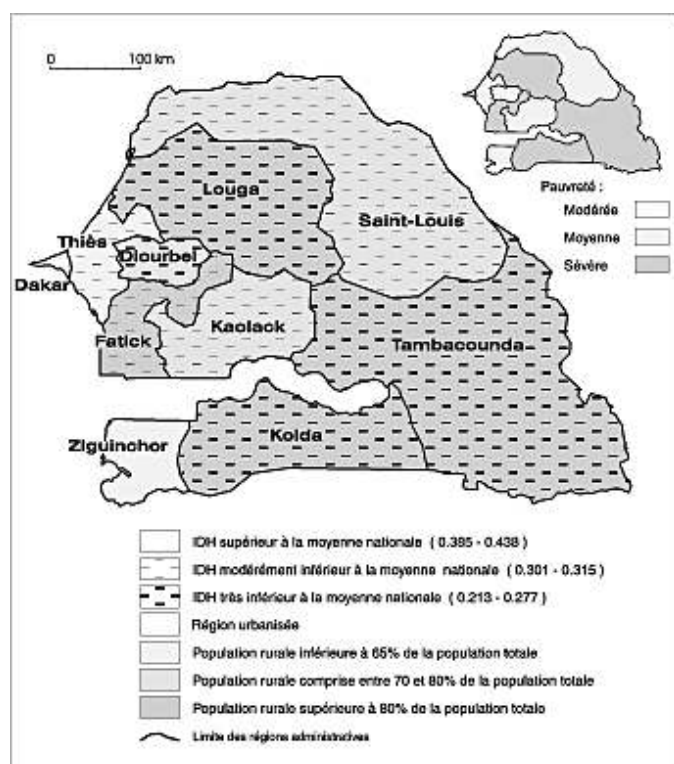 0 100 km
Louga
Saint-Louis
Thiès
Diourbel
Dakar
Kaolack
Fatick
Tambacounda
Ziguinchor
Kolda
Pauvreté :
Modérée
Moyenne
Sévère
IDH supérieur à la moyenne nationale ( 0.385 - 0.438 )
IDH modérément inférieur à la moyenne nationale ( 0.301 - 0.315 )
IDH très inférieur à la moyenne nationale ( 0.213 - 0.277 )
Région urbanisée
Population rurale inférieure à 65% de la population totale
Population rurale comprise entre 70 et 80% de la population totale
Population rurale supérieure à 80% de la population totale
Limite des régions administratives